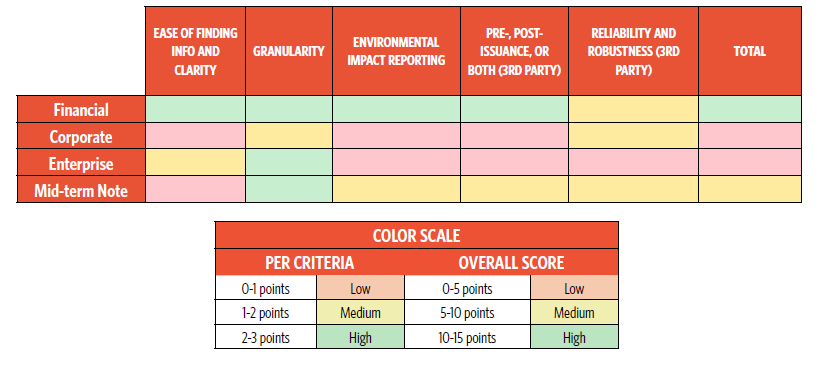 EASE OF FINDING
INFO AND
CLARITY
GRANULARITY
ENVIRONMENTAL
IMPACT REPORTING
PRE-, POST-
ISSUANCE, OR
BOTH (3RD PARTY)
RELIABILITY AND
ROBUSTNESS (3RD
PARTY)
TOTAL
Financial
Corporate
Enterprise
Mid-term Note
COLOR SCALE
PER CRITERIA OVERALL SCORE
0-1 points Low 0-5 points Low
1-2 points Medium 5-10 points Medium
2-3 points High 10-15 points High